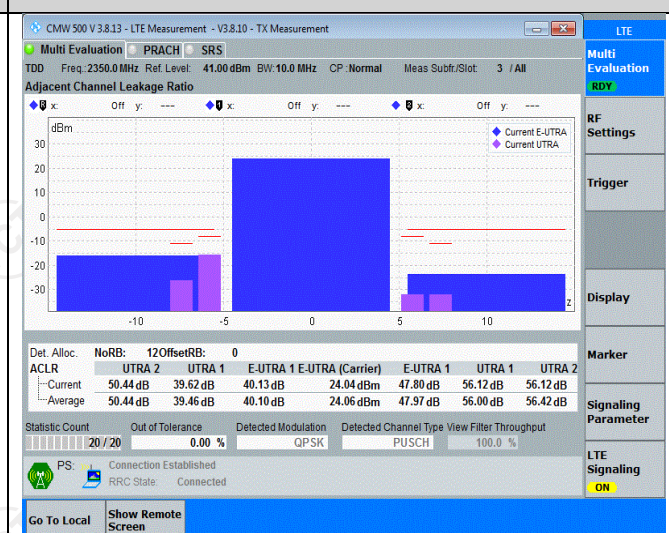 CMW 500 V 3.8.13 - LTE Measurement - V3.8.10 - TX Measurement
LTE
Multi Evaluation PRACH SRS
Multi Evaluation
RDY
TDD Freq.:2350.0 MHz Ref. Level: 41.00 dBm BW:10.0 MHz CP :Normal Meas Subfr./Slot: 3 / All
Adjacent Channel Leakage Ratio
x: Off y: --- x: Off y: --- x: Off y: ---
dBm
Current E-UTRA
Current UTRA
30
20
10
0
-10
-20
-30
-10 -5 0 5 10
z
RF
Settings
Trigger
Display
Marker
Signaling
Parameter
LTE
Signaling
ON
Det. Alloc. NoRB: 12OffsetRB: 0
ACLR UTRA 2 UTRA 1 E-UTRA 1 E-UTRA (Carrier) E-UTRA 1 UTRA 1 UTRA 2
Current 50.44 dB 39.62 dB 40.13 dB 24.04 dBm 47.80 dB 56.12 dB 56.12 dB
Average 50.44 dB 39.46 dB 40.10 dB 24.06 dBm 47.97 dB 56.00 dB 56.42 dB
Statistic Count Out of Tolerance Detected Modulation Detected Channel Type View Filter Throughput
20 / 20 0.00 % QPSK PUSCH 100.0 %
PS: Connection Established
RRC State: Connected
Go To Local
Show Remote
Screen